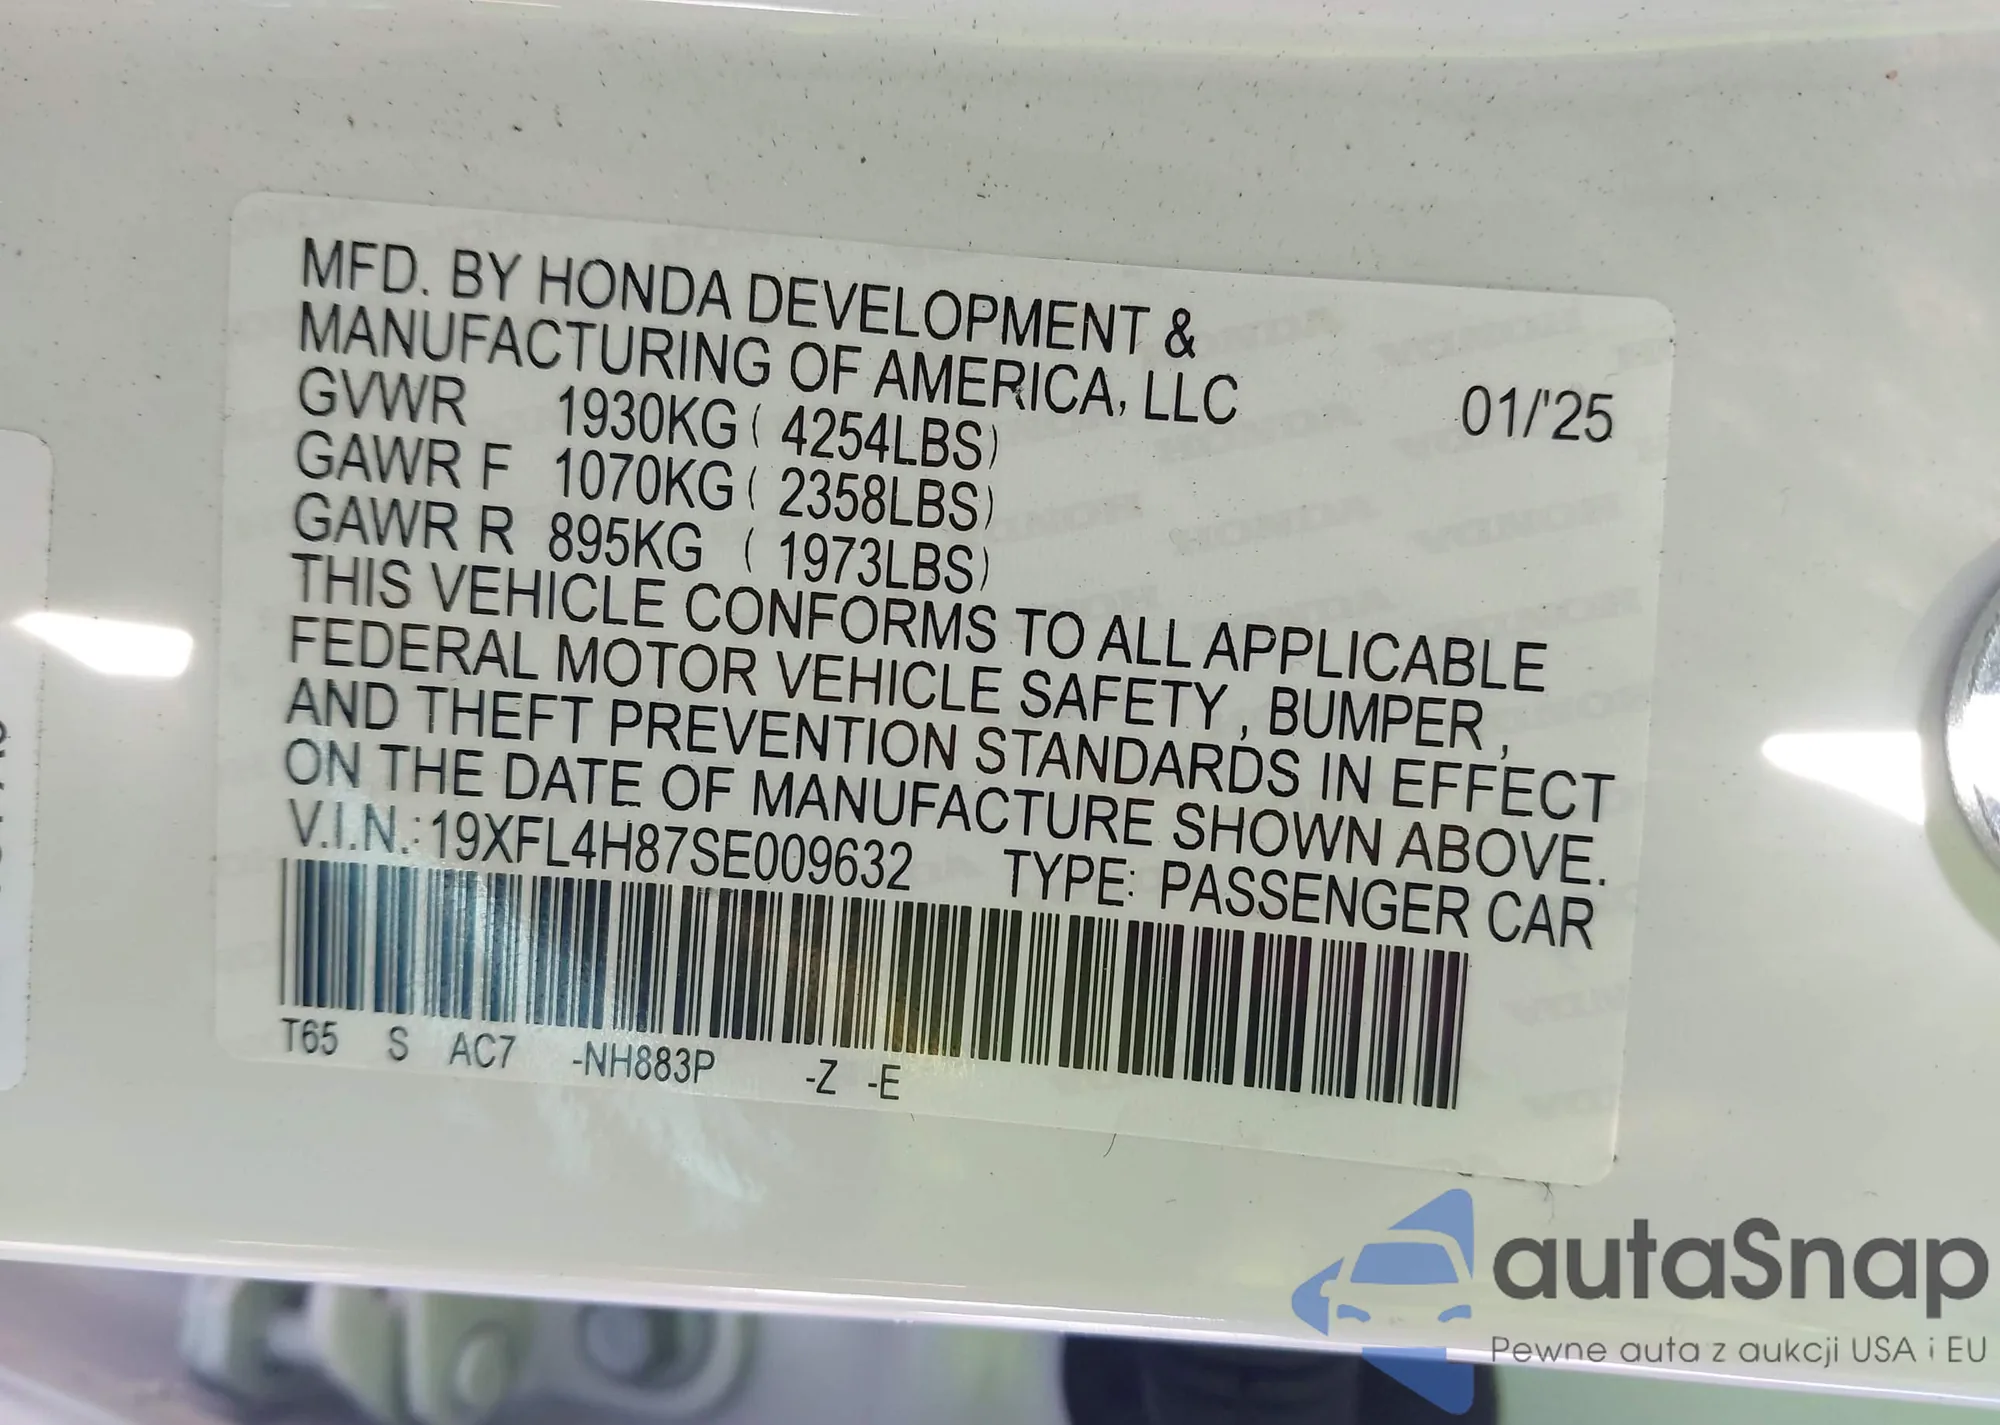 MFD. BY HONDA DEVELOPMENT &
MANUFACTURING OF AMERICA, LLC 01/'25
GVWR 1930KG ( 4254LBS)
GAWR F 1070KG ( 2358LBS)
GAWR R 895KG ( 1973LBS)
THIS VEHICLE CONFORMS TO ALL APPLICABLE
FEDERAL MOTOR VEHICLE SAFETY , BUMPER ,
AND THEFT PREVENTION STANDARDS IN EFFECT
ON THE DATE OF MANUFACTURE SHOWN ABOVE.
V.I.N.: 19XFL4H87SE009632 TYPE: PASSENGER CAR
T65 S AC7 -NH883P -Z -E
autaSnap
Pewne auta z aukcji USA i EU